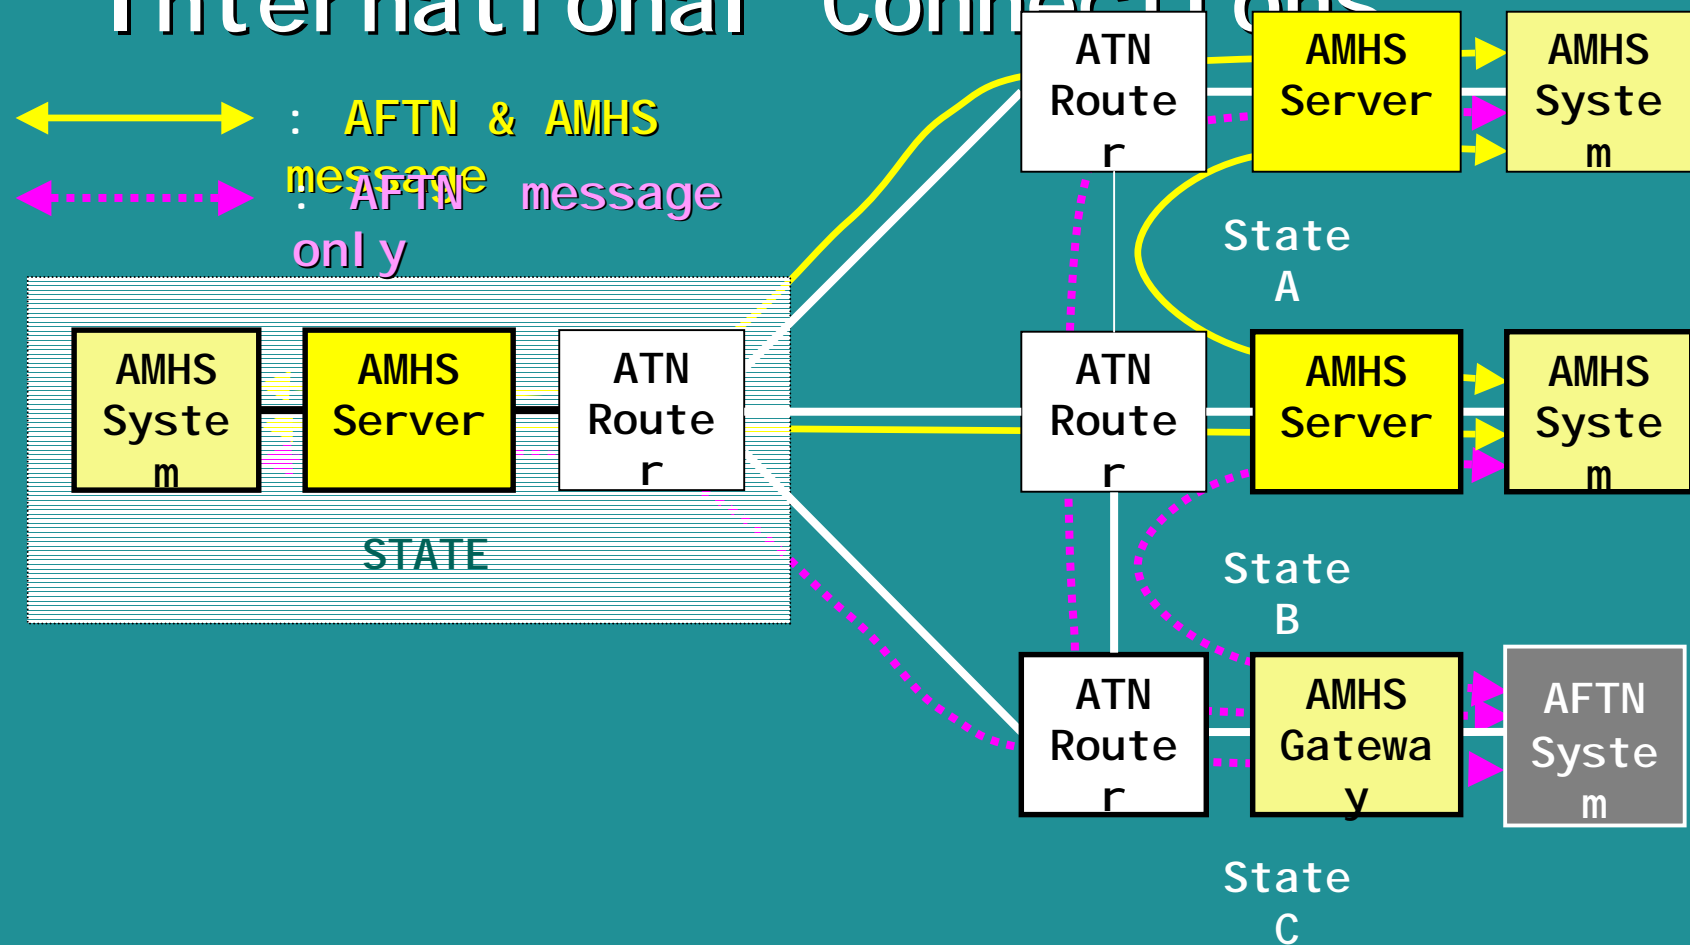 International Connections
: AFTN & AMHS
message
: AFTN message
only
AMHS
Syste
m
AMHS
Server
ATN
Route
r
STATE
ATN
Route
r
AMHS
Server
AMHS
Syste
m
State
A
ATN
Route
r
AMHS
Server
AMHS
Syste
m
State
B
ATN
Route
r
AMHS
Gatewa
y
AFTN
Syste
m
State
C